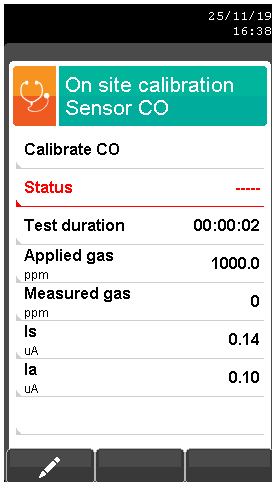 25/11/19
16:38
On site calibration
Sensor CO
Calibrate CO
Status -----
Test duration 00:00:02
Applied gas 1000.0
ppm
Measured gas 0
ppm
Is 0.14
uA
Ia 0.10
uA